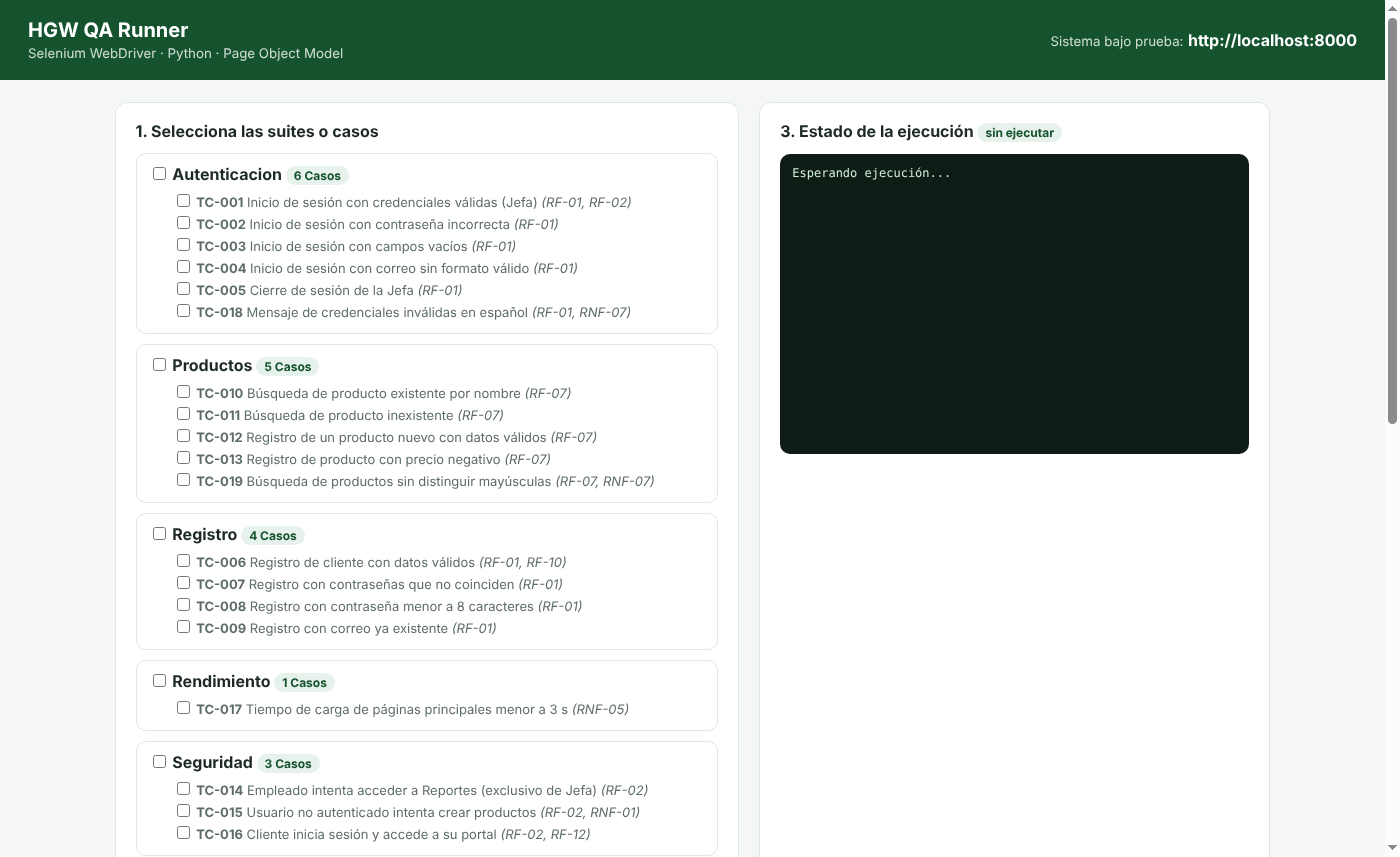 HGW QA Runner
Selenium WebDriver · Python · Page Object Model
Sistema bajo prueba: http://localhost:8000
1. Selecciona las suites o casos
Autenticacion 6 Casos
TC-001 Inicio de sesión con credenciales válidas (Jefa) (RF-01, RF-02)
TC-002 Inicio de sesión con contraseña incorrecta (RF-01)
TC-003 Inicio de sesión con campos vacíos (RF-01)
TC-004 Inicio de sesión con correo sin formato válido (RF-01)
TC-005 Cierre de sesión de la Jefa (RF-01)
TC-018 Mensaje de credenciales inválidas en español (RF-01, RNF-07)
Productos 5 Casos
TC-010 Búsqueda de producto existente por nombre (RF-07)
TC-011 Búsqueda de producto inexistente (RF-07)
TC-012 Registro de un producto nuevo con datos válidos (RF-07)
TC-013 Registro de producto con precio negativo (RF-07)
TC-019 Búsqueda de productos sin distinguir mayúsculas (RF-07, RNF-07)
Registro 4 Casos
TC-006 Registro de cliente con datos válidos (RF-01, RF-10)
TC-007 Registro con contraseñas que no coinciden (RF-01)
TC-008 Registro con contraseña menor a 8 caracteres (RF-01)
TC-009 Registro con correo ya existente (RF-01)
Rendimiento 1 Casos
TC-017 Tiempo de carga de páginas principales menor a 3 s (RNF-05)
Seguridad 3 Casos
TC-014 Empleado intenta acceder a Reportes (exclusivo de Jefa) (RF-02)
TC-015 Usuario no autenticado intenta crear productos (RF-02, RNF-01)
TC-016 Cliente inicia sesión y accede a su portal (RF-02, RF-12)
3. Estado de la ejecución sin ejecutar
Esperando ejecución...